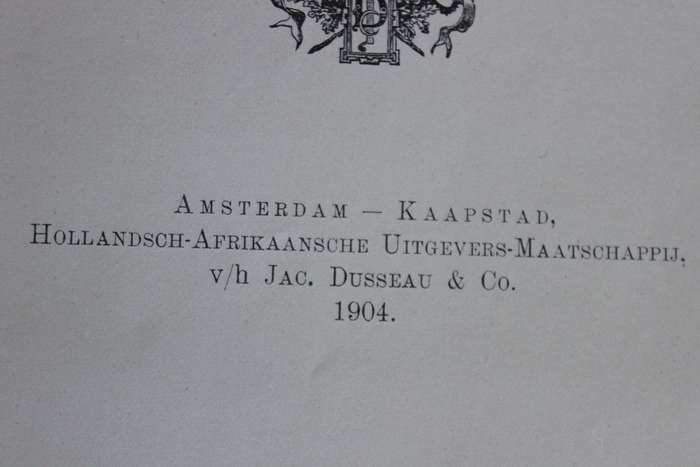 AMSTERDAM — KAAPSTAD,
HOLLANDSCH-AFRIKAANSCHE UITGEVERS-MAATSCHAPPIJ,
v/h JAC. DUSSEAU & CO.
1904.